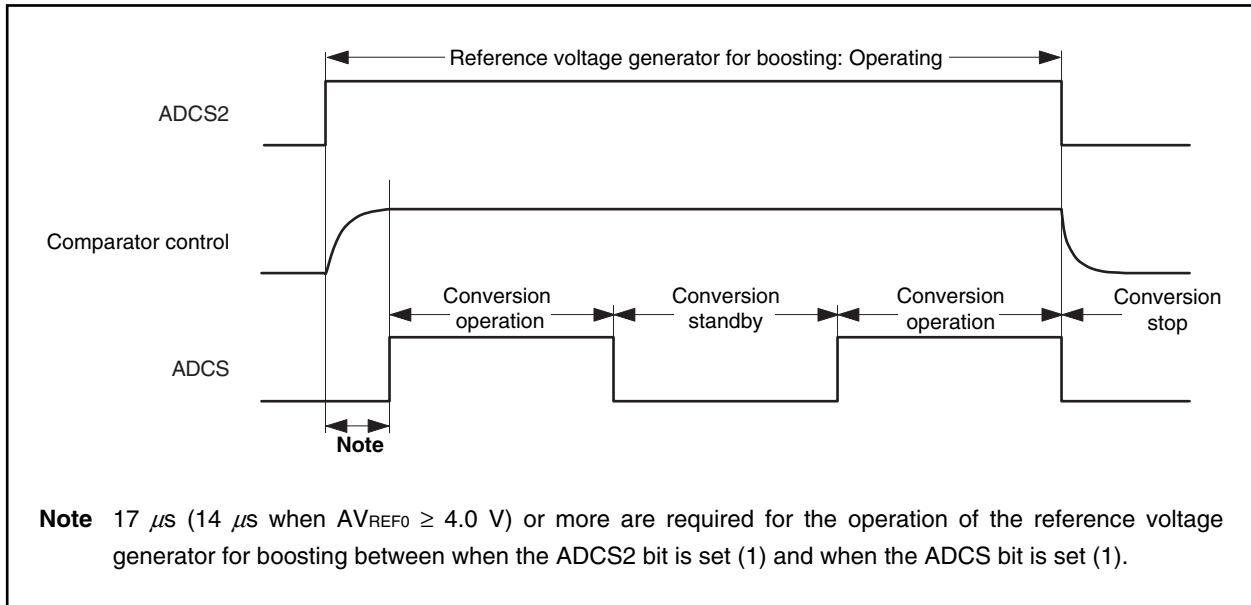 Reference voltage generator for boosting: Operating
ADCS2
Comparator control
Conversion
operation
Conversion
standby
Conversion
operation
Conversion
stop
ADCS
Note
Note 17 μs (14 μs when AVREF0 ≥ 4.0 V) or more are required for the operation of the reference voltage
generator for boosting between when the ADCS2 bit is set (1) and when the ADCS bit is set (1).